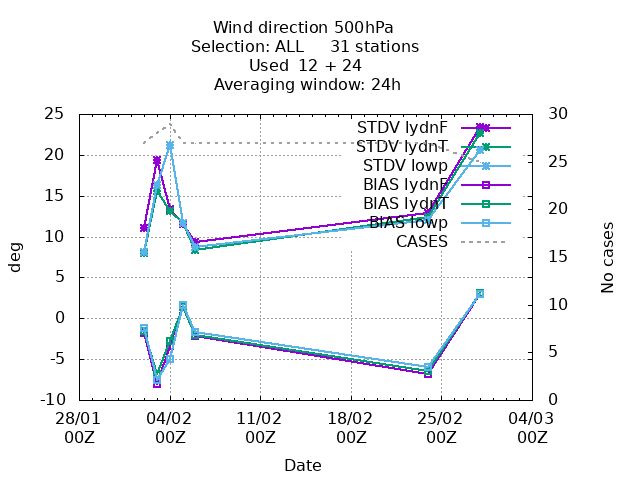 Wind direction 500hPa
Selection: ALL     31 stations
Used  12 + 24
Averaging window: 24h
25
20
15
10
5
0
-5
-10
deg
30
25
20
15
10
5
0
No cases
STDV lydnF
STDV lydnT
STDV lowp
BIAS lydnF
BIAS lydnT
BIAS lowp
CASES
28/01 04/02 11/02 18/02 25/02 04/03
00Z 00Z 00Z 00Z 00Z 00Z
Date